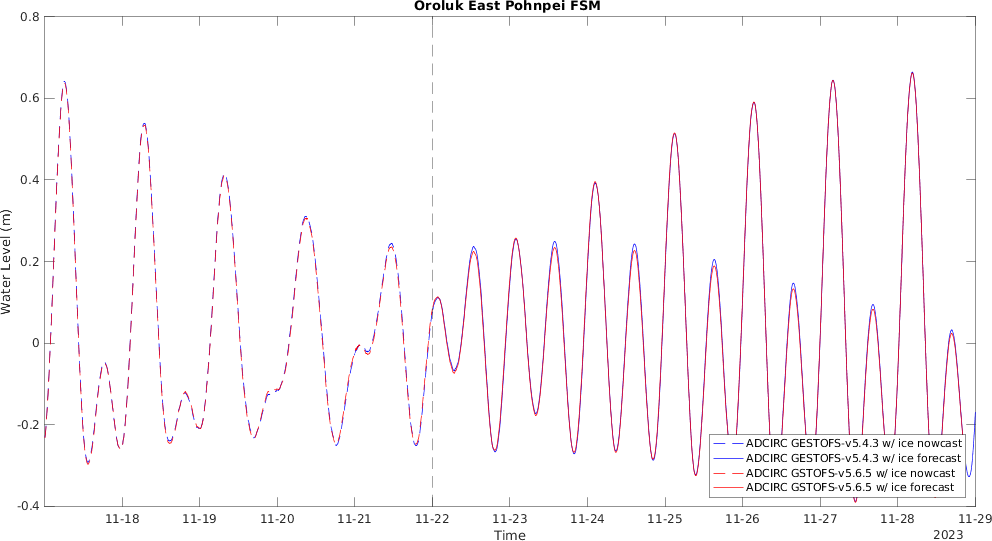 Oroluk East Pohnpei FSM
0.8
0.6
0.4
0.2
0
-0.2
-0.4
Water Level (m)
ADCIRC GESTOFS-v5.4.3 w/ ice nowcast
ADCIRC GESTOFS-v5.4.3 w/ ice forecast
ADCIRC GSTOFS-v5.6.5 w/ ice nowcast
ADCIRC GSTOFS-v5.6.5 w/ ice forecast
11-18 11-19 11-20 11-21 11-22 11-23 11-24 11-25 11-26 11-27 11-28 11-29
Time
2023